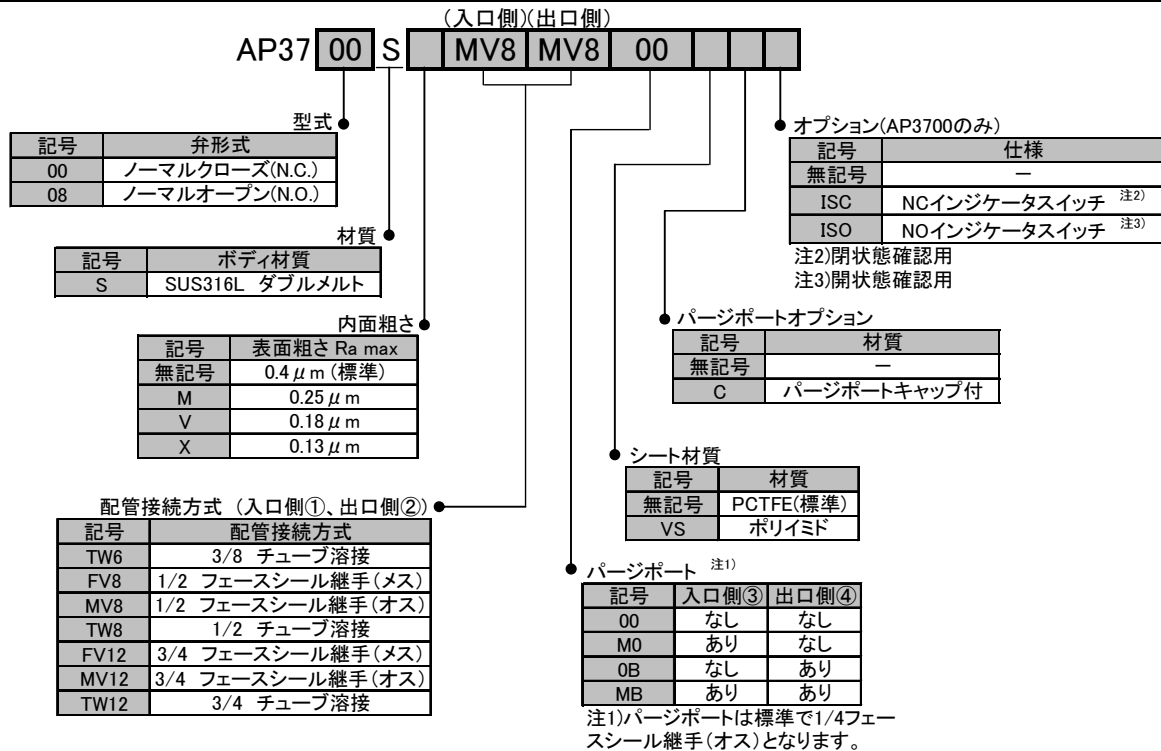 (入口側)(出口側)
AP37 00 S MV8 MV8 00
型式
記号 弁形式
00 ノーマルクローズ(N.C.)
08 ノーマルオープン(N.O.)
材質
記号 ボディ材質
S SUS316L ダブルメルト
内面粗さ
記号 表面粗さ Ra max
無記号 0.4μm(標準)
M 0.25μm
V 0.18μm
X 0.13μm
配管接続方式 (入口側①、出口側②)
記号 配管接続方式
TW6 3/8 チューブ溶接
FV8 1/2 フェースシール継手(メス)
MV8 1/2 フェースシール継手(オス)
TW8 1/2 チューブ溶接
FV12 3/4 フェースシール継手(メス)
MV12 3/4 フェースシール継手(オス)
TW12 3/4 チューブ溶接
オプション(AP3700のみ)
記号 仕様
無記号 −
ISC NCインジケータスイッチ 注2)
ISO NOインジケータスイッチ 注3)
注2)閉状態確認用
注3)開状態確認用
パージポートオプション
記号 材質
無記号 −
C パージポートキャップ付
シート材質
記号 材質
無記号 PCTFE(標準)
VS ポリイミド
パージポート 注1)
記号 入口側③ 出口側④
00 なし なし
M0 あり なし
0B なし あり
MB あり あり
注1)パージポートは標準で1/4フェー
スシール継手(オス)となります。